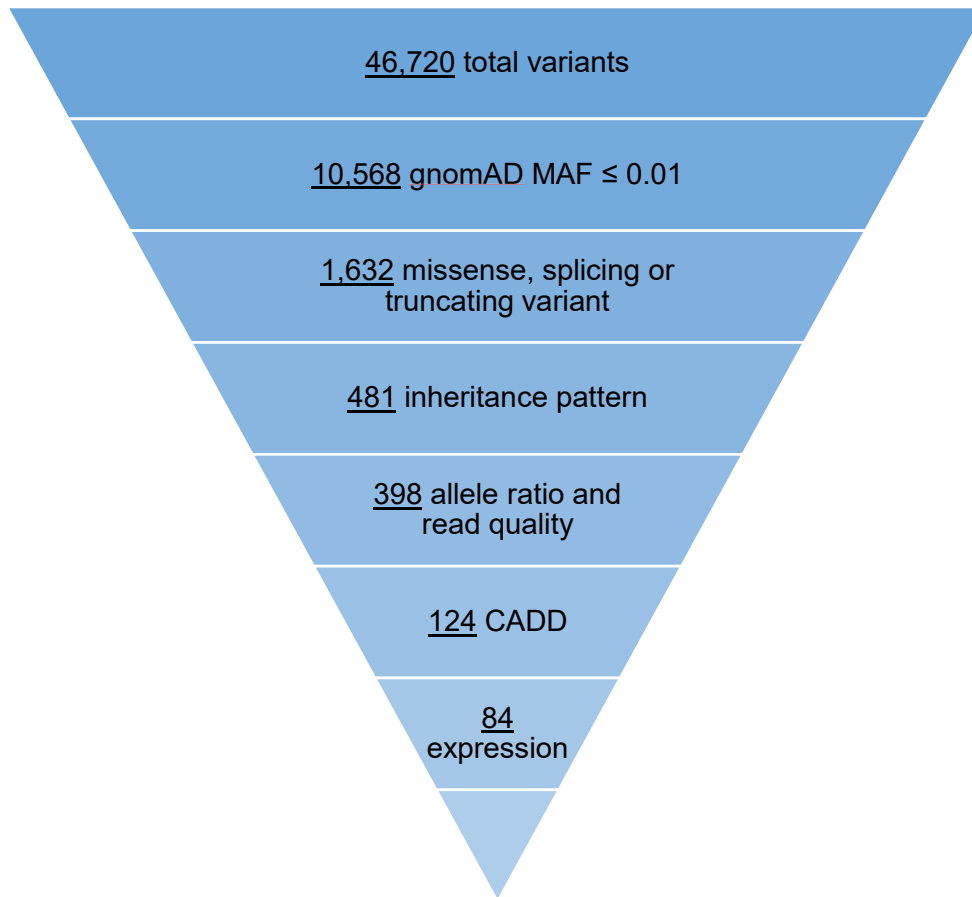 46,720 total variants
10,568 gnomAD MAF ≤ 0.01
1,632 missense, splicing or
truncating variant
481 inheritance pattern
398 allele ratio and
read quality
124 CADD
84
expression